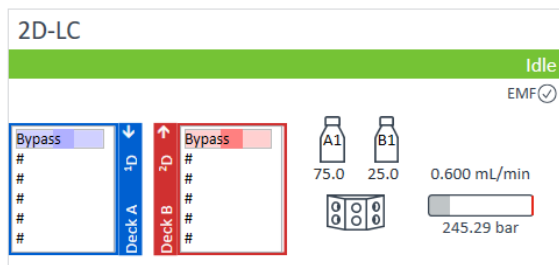 2D-LC
Idle
EMF
Bypass
#
#
#
#
#
Deck A ¹D
Bypass
#
#
#
#
#
Deck B ²D
A1
75.0
B1
25.0
0.600 mL/min
245.29 bar